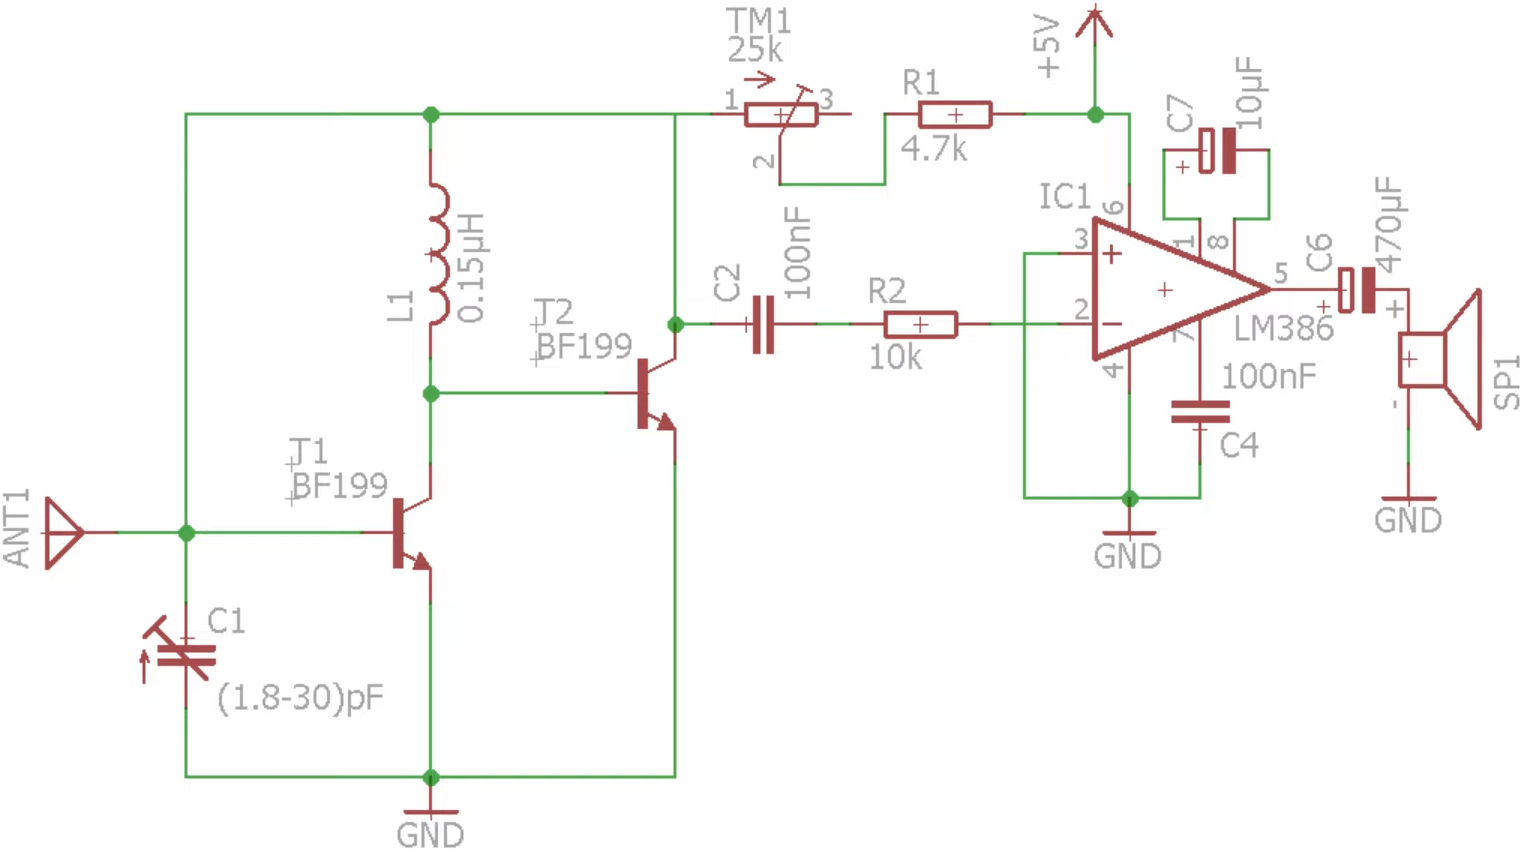 TM1
25k
1
3
2
R1
4.7k
+5V
C7
10µF
+
IC1
6
3
+
1
8
2
-
5
7
4
LM386
C6
470µF
+
+
-
SP1
GND
100nF
C4
GND
C2
100nF
R2
10k
L1
0.15µH
T2
BF199
T1
BF199
ANT1
C1
(1.8-30)pF
GND